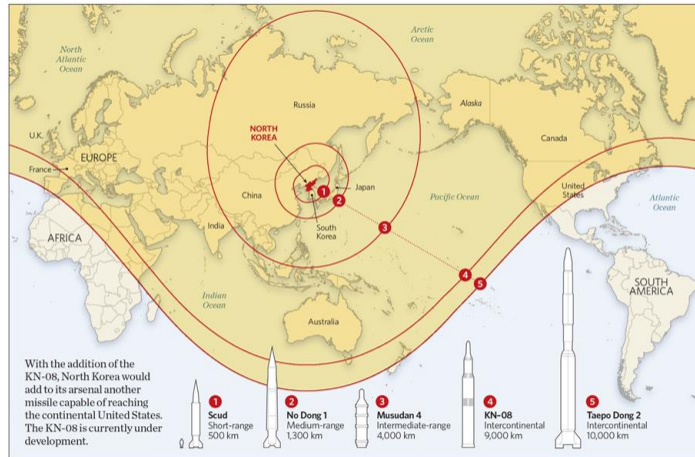 Arctic
Ocean
North
Atlantic
Ocean
Russia
Alaska
Canada
NORTH
KOREA
U.K.
EUROPE
France
China
Japan
South
Korea
India
Pacific Ocean
United
States
Atlantic
Ocean
AFRICA
Indian
Ocean
Australia
SOUTH
AMERICA
1
2
3
4
5
With the addition of the
KN-08, North Korea would
add to its arsenal another
missile capable of reaching
the continental United States.
The KN-08 is currently under
development.
1
Scud
Short-range
500 km
2
No Dong 1
Medium-range
1,300 km
3
Musudan 4
Intermediate-range
4,000 km
4
KN-08
Intercontinental
9,000 km
5
Taepo Dong 2
Intercontinental
10,000 km